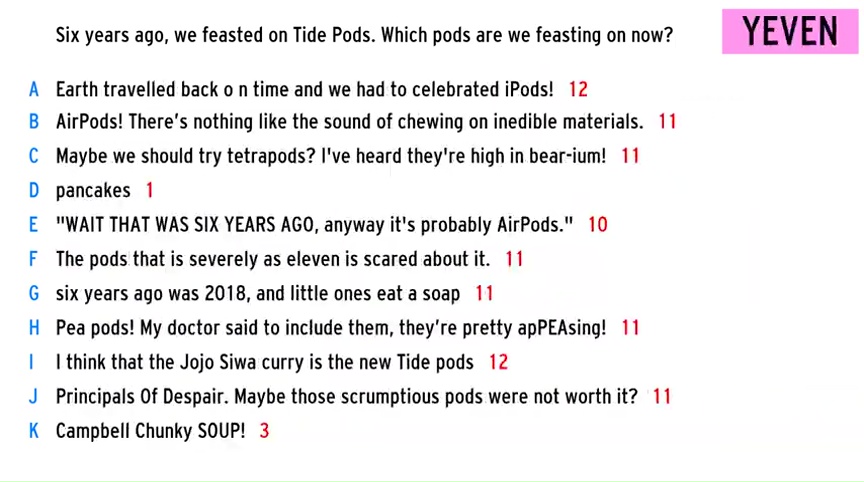 Six years ago, we feasted on Tide Pods. Which pods are we feasting on now?
YEVEN
A Earth travelled back o n time and we had to celebrated iPods! 12
B AirPods! There's nothing like the sound of chewing on inedible materials. 11
C Maybe we should try tetrapods? I've heard they're high in bear-ium! 11
D pancakes 1
E "WAIT THAT WAS SIX YEARS AGO, anyway it's probably AirPods." 10
F The pods that is severely as eleven is scared about it. 11
G six years ago was 2018, and little ones eat a soap 11
H Pea pods! My doctor said to include them, they're pretty apPEAsing! 11
I I think that the Jojo Siwa curry is the new Tide pods 12
J Principals Of Despair. Maybe those scrumptious pods were not worth it? 11
K Campbell Chunky SOUP! 3